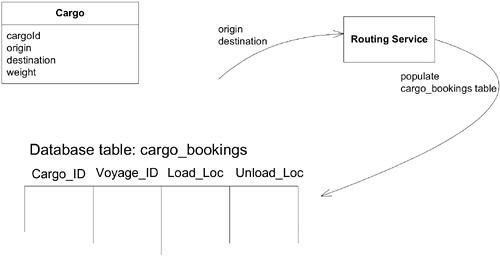 Cargo
cargoId
origin
destination
weight
origin
destination
Routing Service
populate
cargo_bookings table
Database table: cargo_bookings
Cargo_ID Voyage_ID Load_Loc Unload_Loc